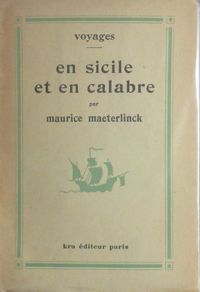 voyages
en sicile
et en calabre
par
maurice maeterlinck
kra éditeur paris